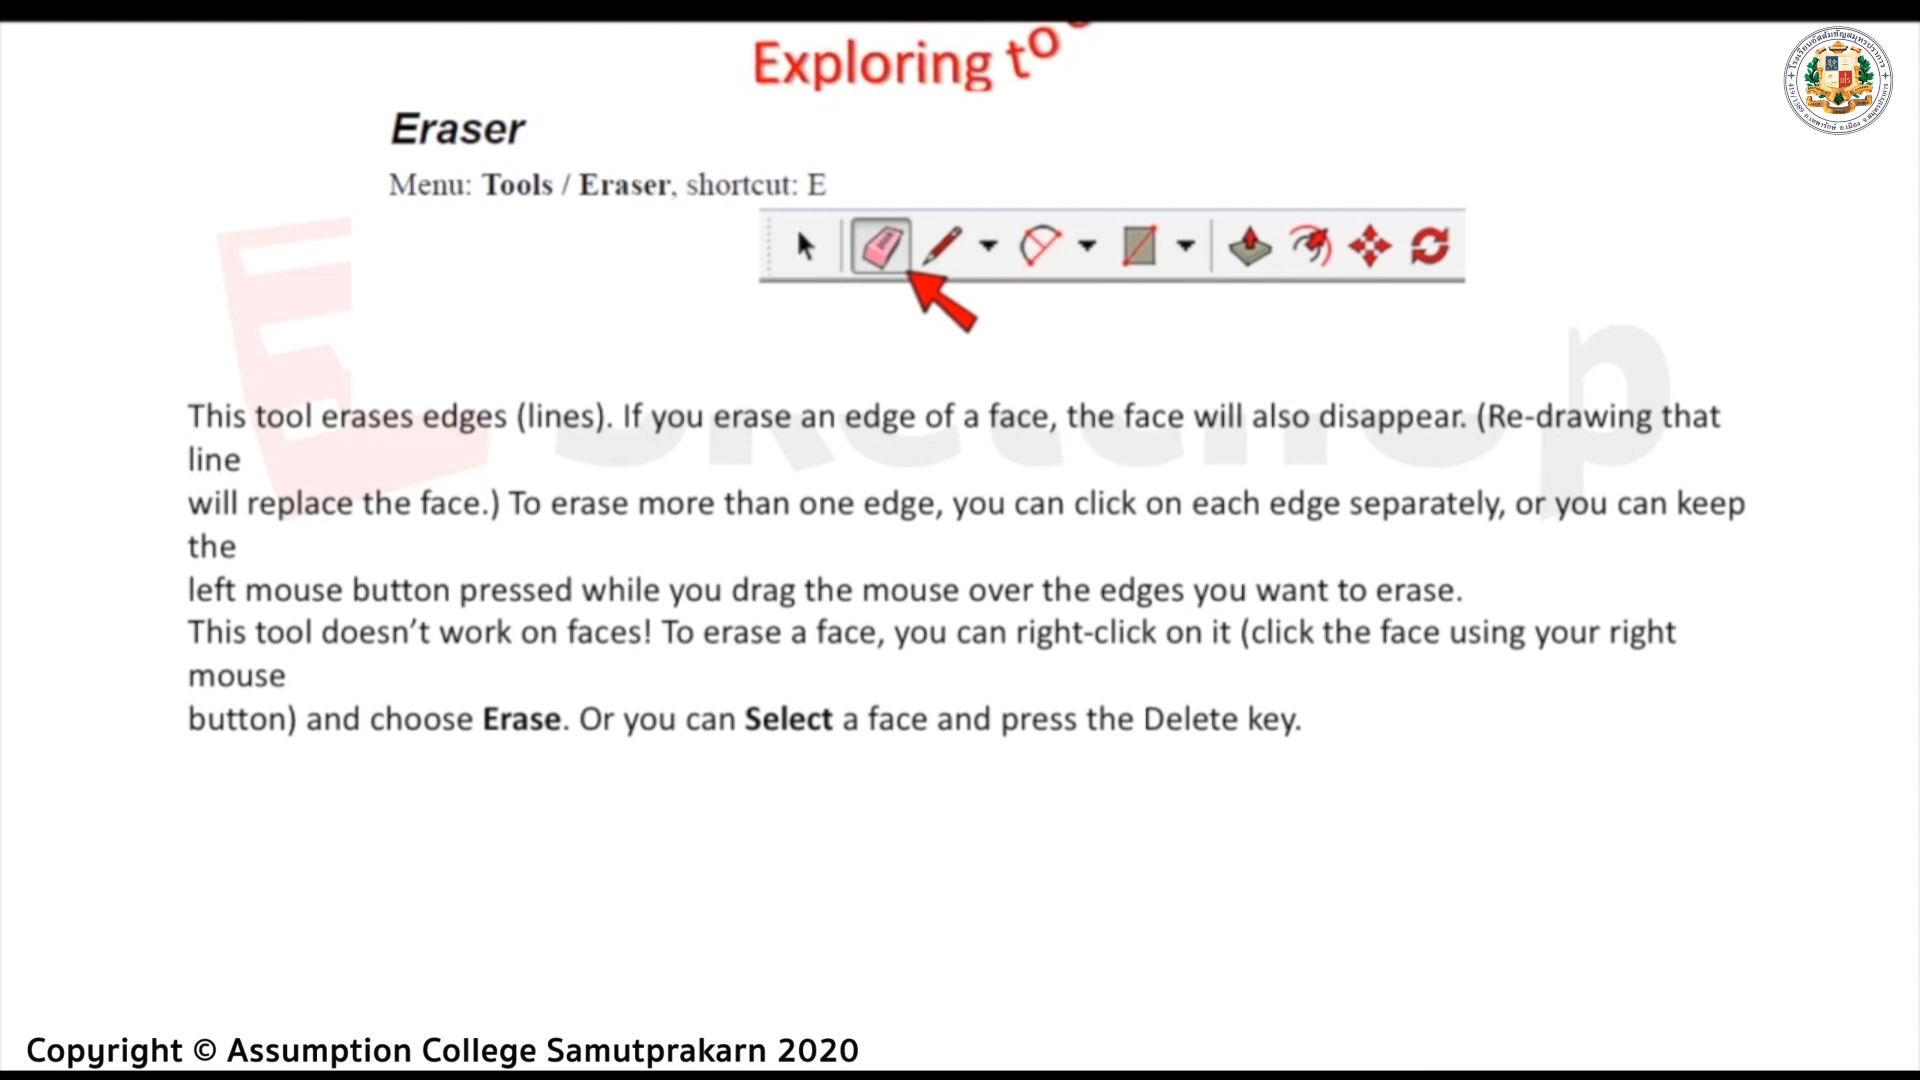 Exploring to
Eraser
Menu: Tools / Eraser, shortcut: E
This tool erases edges (lines). If you erase an edge of a face, the face will also disappear. (Re-drawing that
line
will replace the face.) To erase more than one edge, you can click on each edge separately, or you can keep
the
left mouse button pressed while you drag the mouse over the edges you want to erase.
This tool doesn’t work on faces! To erase a face, you can right-click on it (click the face using your right
mouse
button) and choose Erase. Or you can Select a face and press the Delete key.
Copyright © Assumption College Samutprakarn 2020